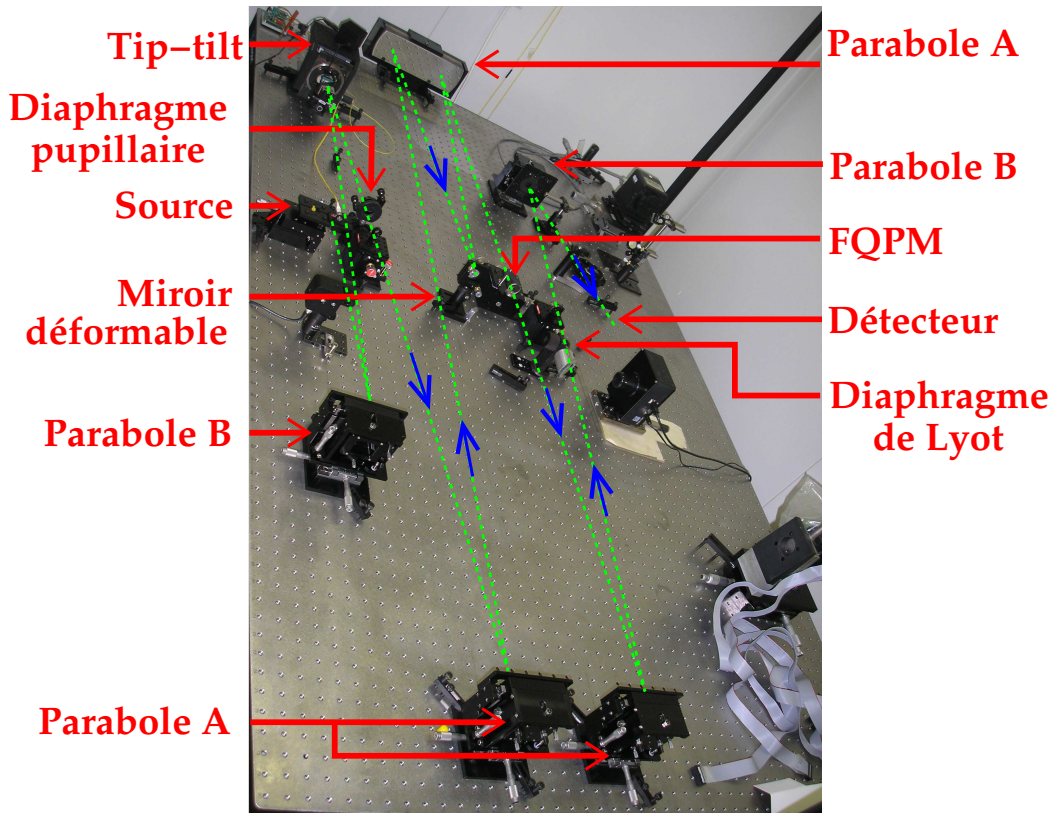 Tip–tilt
Diaphragme
pupillaire
Source
Miroir
déformable
Parabole B
Parabole A
Parabole A
Parabole B
FQPM
Détecteur
Diaphragme
de Lyot